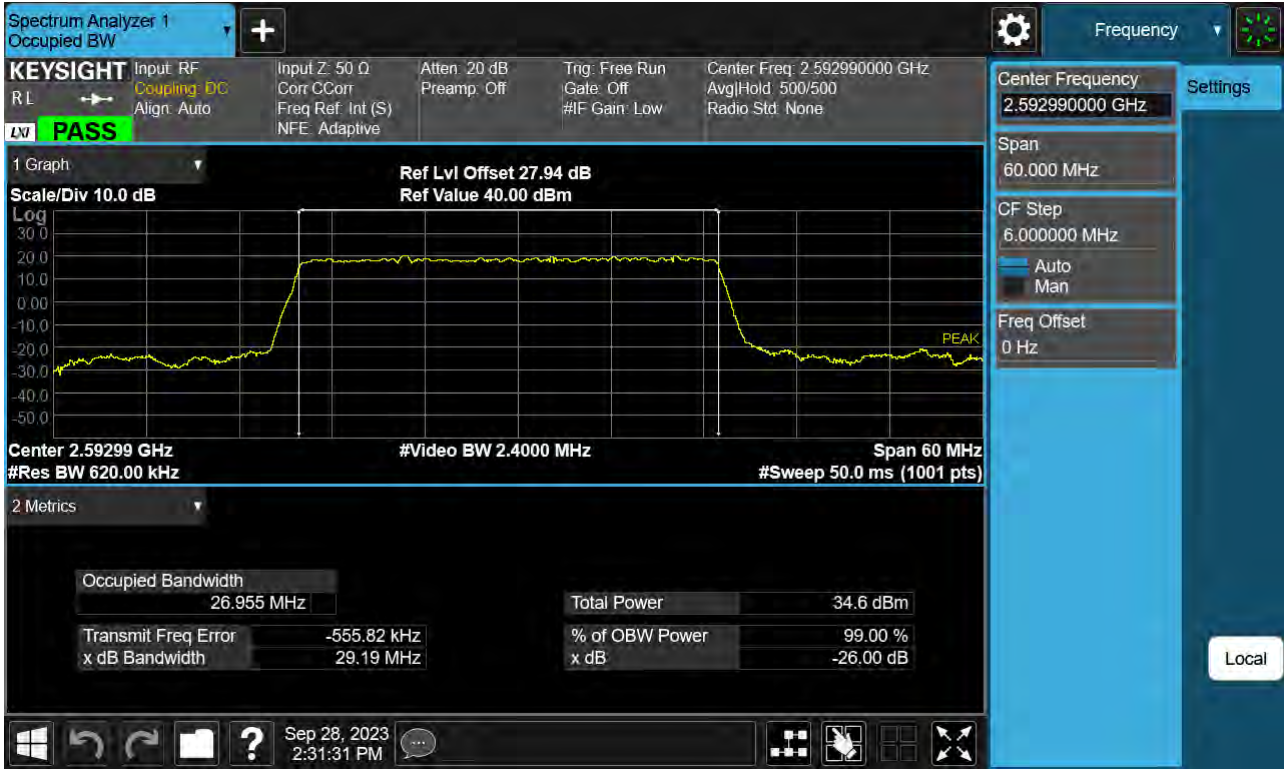 Spectrum Analyzer 1
Occupied BW
Frequency
KEYSIGHT
RL
LXI PASS
Input: RF
Coupling: DC
Align: Auto
Input Z: 50 Ω
Corr CCorr
Freq Ref: Int (S)
NFE: Adaptive
Atten: 20 dB
Preamp: Off
Trig: Free Run
Gate: Off
#IF Gain: Low
Center Freq: 2.592990000 GHz
Avg|Hold: 500/500
Radio Std: None
Center Frequency
2.592990000 GHz
Settings
Span
60.000 MHz
CF Step
6.000000 MHz
Auto
Man
Freq Offset
0 Hz
Local
1 Graph
Scale/Div 10.0 dB
Ref Lvl Offset 27.94 dB
Ref Value 40.00 dBm
Log
30.0
20.0
10.0
0.00
-10.0
-20.0
-30.0
-40.0
-50.0
PEAK
Center 2.59299 GHz
#Video BW 2.4000 MHz
Span 60 MHz
#Res BW 620.00 kHz
#Sweep 50.0 ms (1001 pts)
2 Metrics
Occupied Bandwidth
26.955 MHz
Total Power 34.6 dBm
Transmit Freq Error -555.82 kHz
% of OBW Power 99.00 %
x dB Bandwidth 29.19 MHz
x dB -26.00 dB
?
Sep 28, 2023
2:31:31 PM